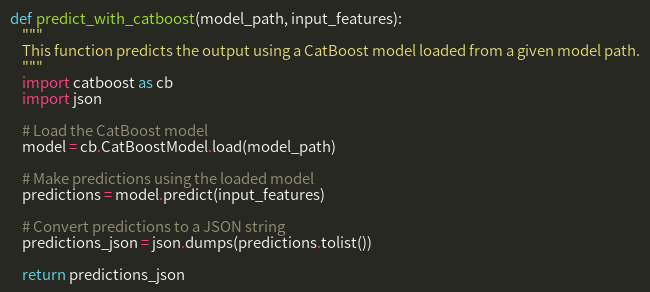 def predict_with_catboost(model_path, input_features):
    """
    This function predicts the output using a CatBoost model loaded from a given model path.
    """
    import catboost as cb
    import json

    # Load the CatBoost model
    model = cb.CatBoostModel.load(model_path)

    # Make predictions using the loaded model
    predictions = model.predict(input_features)

    # Convert predictions to a JSON string
    predictions_json = json.dumps(predictions.tolist())

    return predictions_json